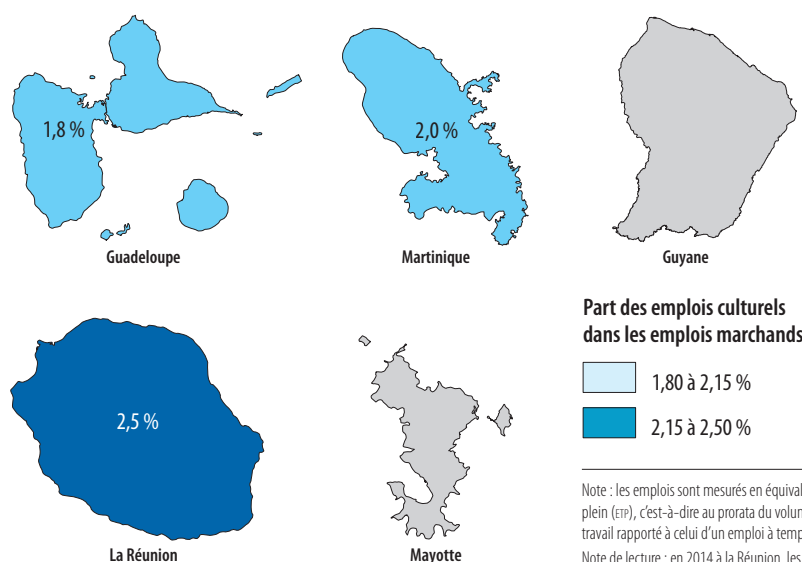 1,8 %
2,0 %
Guadeloupe
Martinique
Guyane
2,5 %
La Réunion
Mayotte
Part des emplois culturels
dans les emplois marchands
1,80 à 2,15 %
2,15 à 2,50 %
Note : les emplois sont mesurés en équival
plein (ETP), c’est-à-dire au prorata du volum
travail rapporté à celui d’un emploi à temp
Note de lecture : en 2014 à la Réunion, les